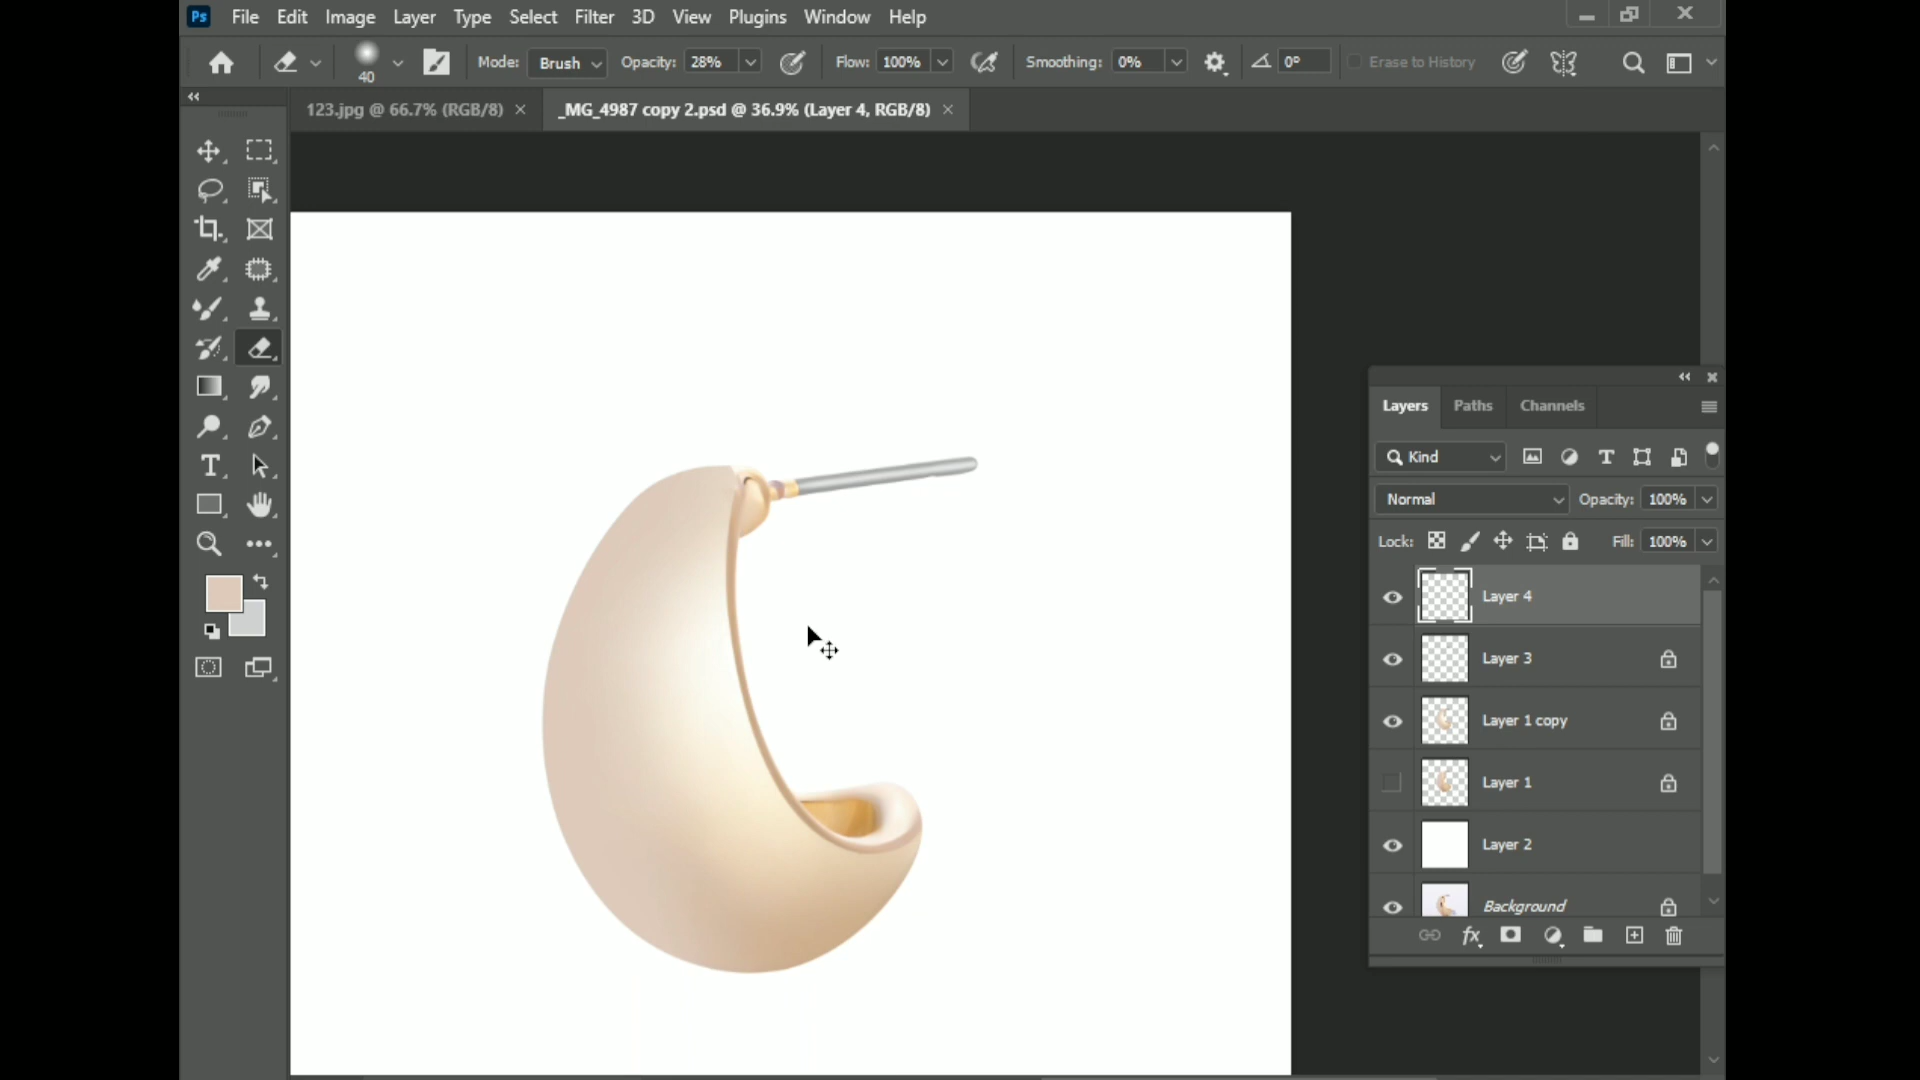 Ps File Edit Image Layer Type Select Filter 3D View Plugins Window Help
40 Mode: Brush Opacity: 28% Flow: 100% Smoothing: 0% 0° Erase to History
123.jpg @ 66.7% (RGB/8) _MG_4987 copy 2.psd @ 36.9% (Layer 4, RGB/8)
Layers Paths Channels
Kind
Normal Opacity: 100%
Lock: Fill: 100%
Layer 4
Layer 3
Layer 1 copy
Layer 1
Layer 2
Background
fx